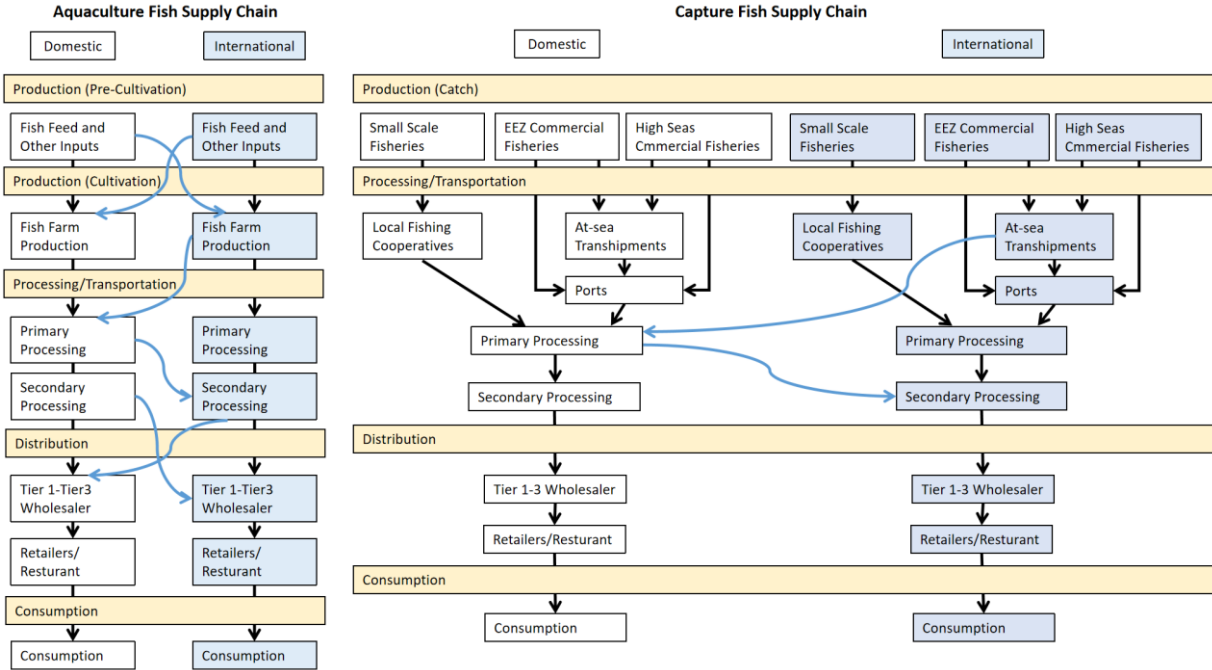 Aquaculture Fish Supply Chain
Domestic
International
Production (Pre-Cultivation)
Fish Feed and
Other Inputs
Fish Feed and
Other Inputs
Production (Cultivation)
Fish Farm
Production
Fish Farm
Production
Processing/Transportation
Primary
Processing
Primary
Processing
Secondary
Processing
Secondary
Processing
Distribution
Tier 1-Tier3
Wholesaler
Tier 1-Tier3
Wholesaler
Retailers/
Resturant
Retailers/
Resturant
Consumption
Consumption
Consumption
Capture Fish Supply Chain
Domestic
International
Production (Catch)
Small Scale
Fisheries
EEZ Commercial
Fisheries
High Seas
Cmmercial Fisheries
Small Scale
Fisheries
EEZ Commercial
Fisheries
High Seas
Cmmercial Fisheries
Processing/Transportation
Local Fishing
Cooperatives
At-sea
Transhipments
Local Fishing
Cooperatives
At-sea
Transhipments
Ports
Ports
Primary Processing
Primary Processing
Secondary Processing
Secondary Processing
Distribution
Tier 1-3 Wholesaler
Tier 1-3 Wholesaler
Retailers/Resturant
Retailers/Resturant
Consumption
Consumption
Consumption